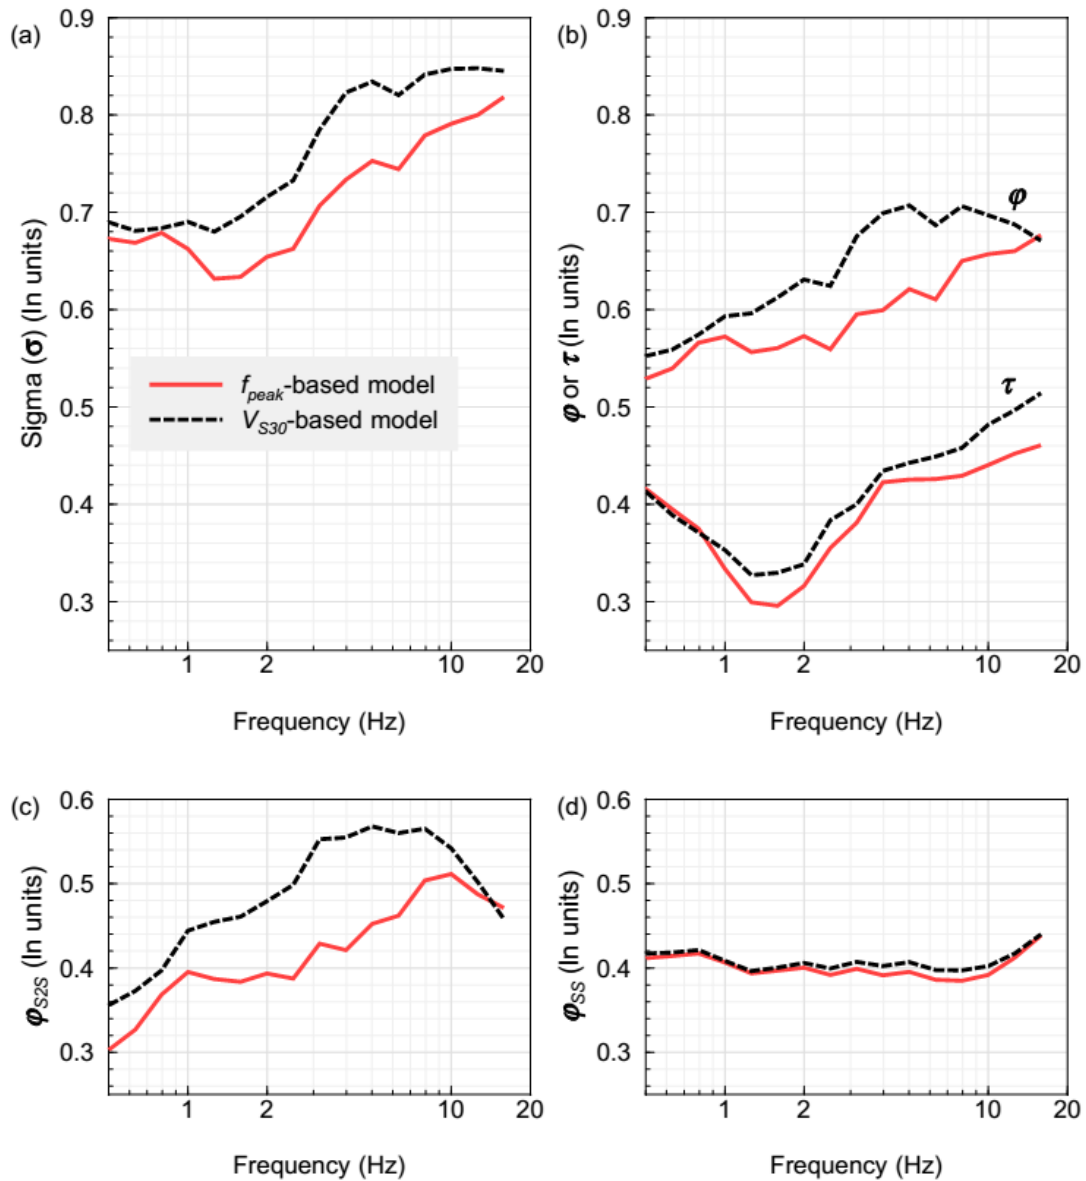 (a)
0.9
0.8
0.7
0.6
0.5
0.4
0.3
Sigma (σ) (ln units)
f_peak-based model
V_S30-based model
1 2 10 20
Frequency (Hz)
(b)
0.9
0.8
0.7
0.6
0.5
0.4
0.3
φ or τ (ln units)
φ
τ
1 2 10 20
Frequency (Hz)
(c)
0.6
0.5
0.4
0.3
φ_S2S (ln units)
1 2 10 20
Frequency (Hz)
(d)
0.6
0.5
0.4
0.3
φ_SS (ln units)
1 2 10 20
Frequency (Hz)